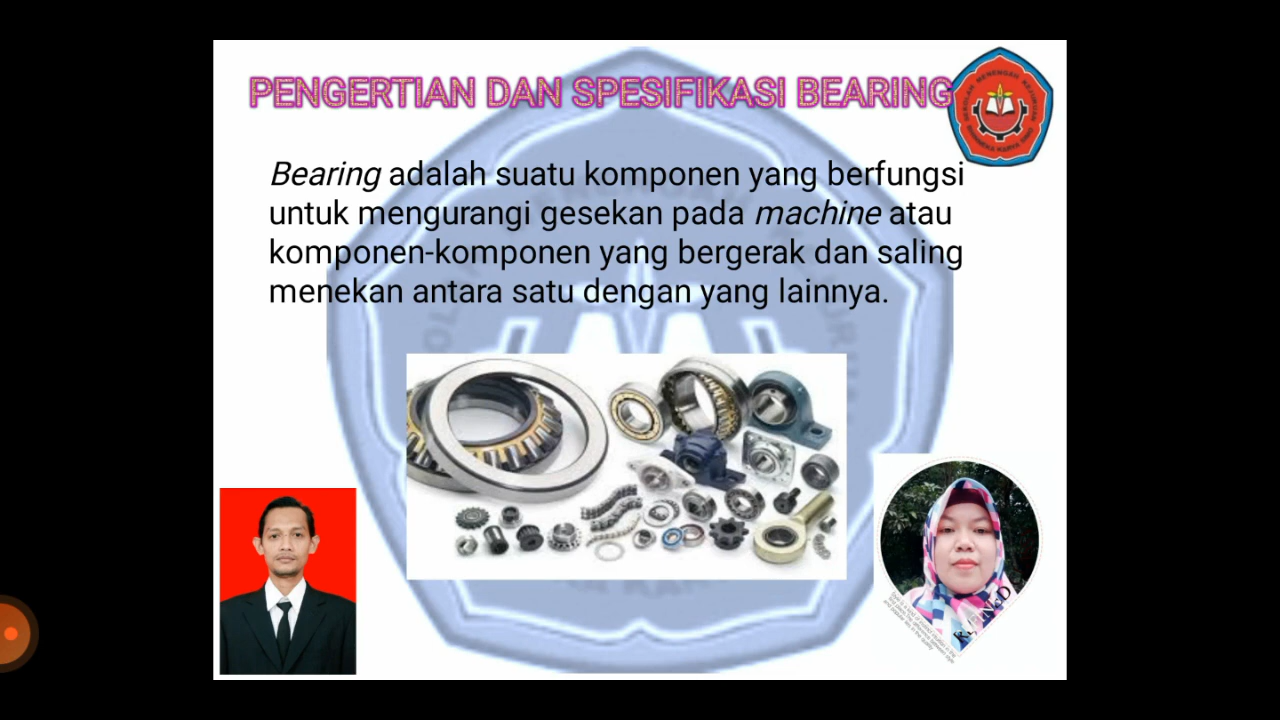 PENGERTIAN DAN SPESIFIKASI BEARING
Bearing adalah suatu komponen yang berfungsi
untuk mengurangi gesekan pada machine atau
komponen-komponen yang bergerak dan saling
menekan antara satu dengan yang lainnya.